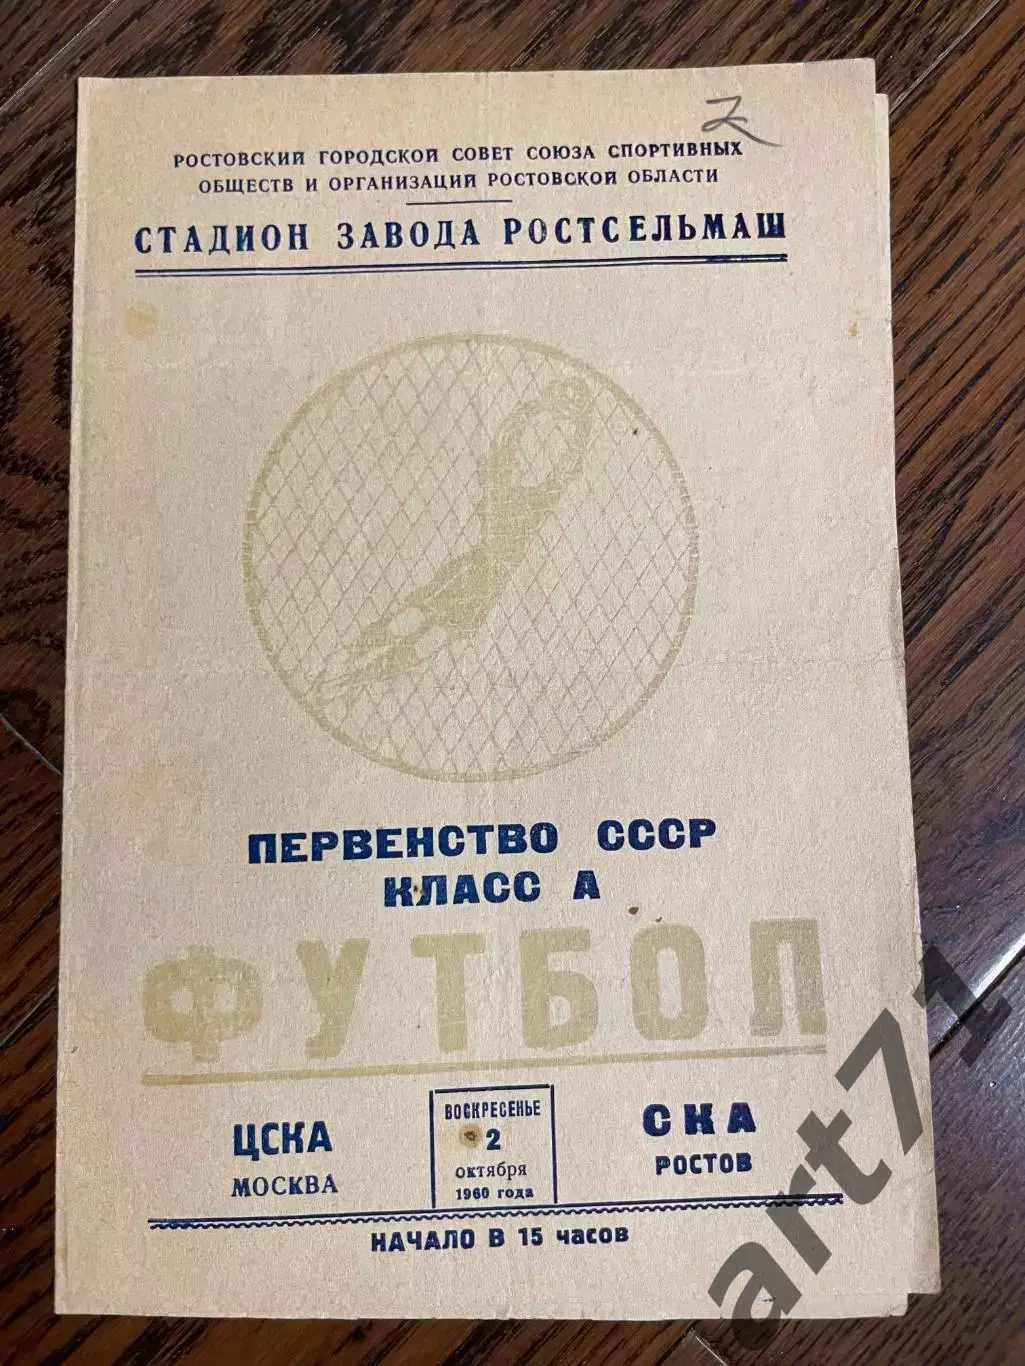 2
РОСТОВСКИЙ ГОРОДСКОЙ СОВЕТ СОЮЗА СПОРТИВНЫХ
ОБЩЕСТВ И ОРГАНИЗАЦИЙ РОСТОВСКОЙ ОБЛАСТИ
СТАДИОН ЗАВОДА РОСТСЕЛЬМАШ
ПЕРВЕНСТВО СССР
КЛАСС А
ФУТБОЛ
ЦСКА
МОСКВА
ВОСКРЕСЕНЬЕ
2
октября
1960 года
СКА
РОСТОВ
НАЧАЛО В 15 часов
art71